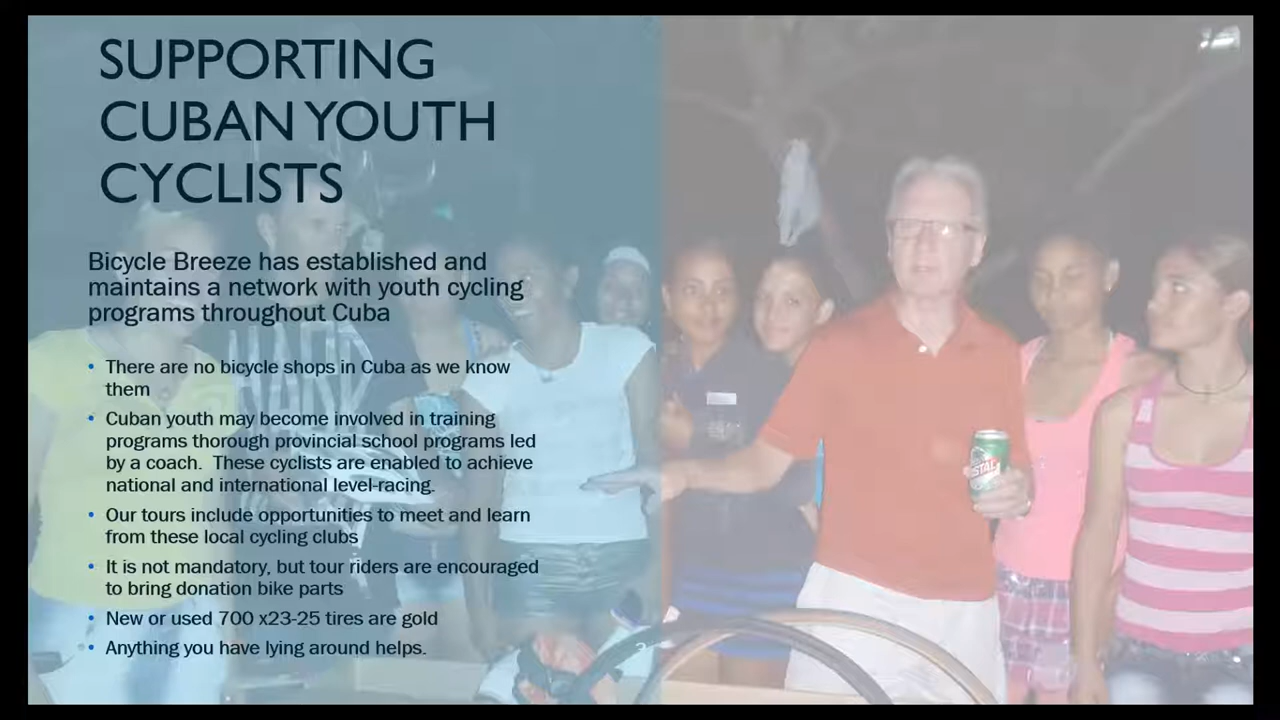 SUPPORTING
CUBAN YOUTH
CYCLISTS
Bicycle Breeze has established and
maintains a network with youth cycling
programs throughout Cuba
• There are no bicycle shops in Cuba as we know
them
• Cuban youth may become involved in training
programs thorough provincial school programs led
by a coach.  These cyclists are enabled to achieve
national and international level-racing.
• Our tours include opportunities to meet and learn
from these local cycling clubs
• It is not mandatory, but tour riders are encouraged
to bring donation bike parts
• New or used 700 x23-25 tires are gold
• Anything you have lying around helps.